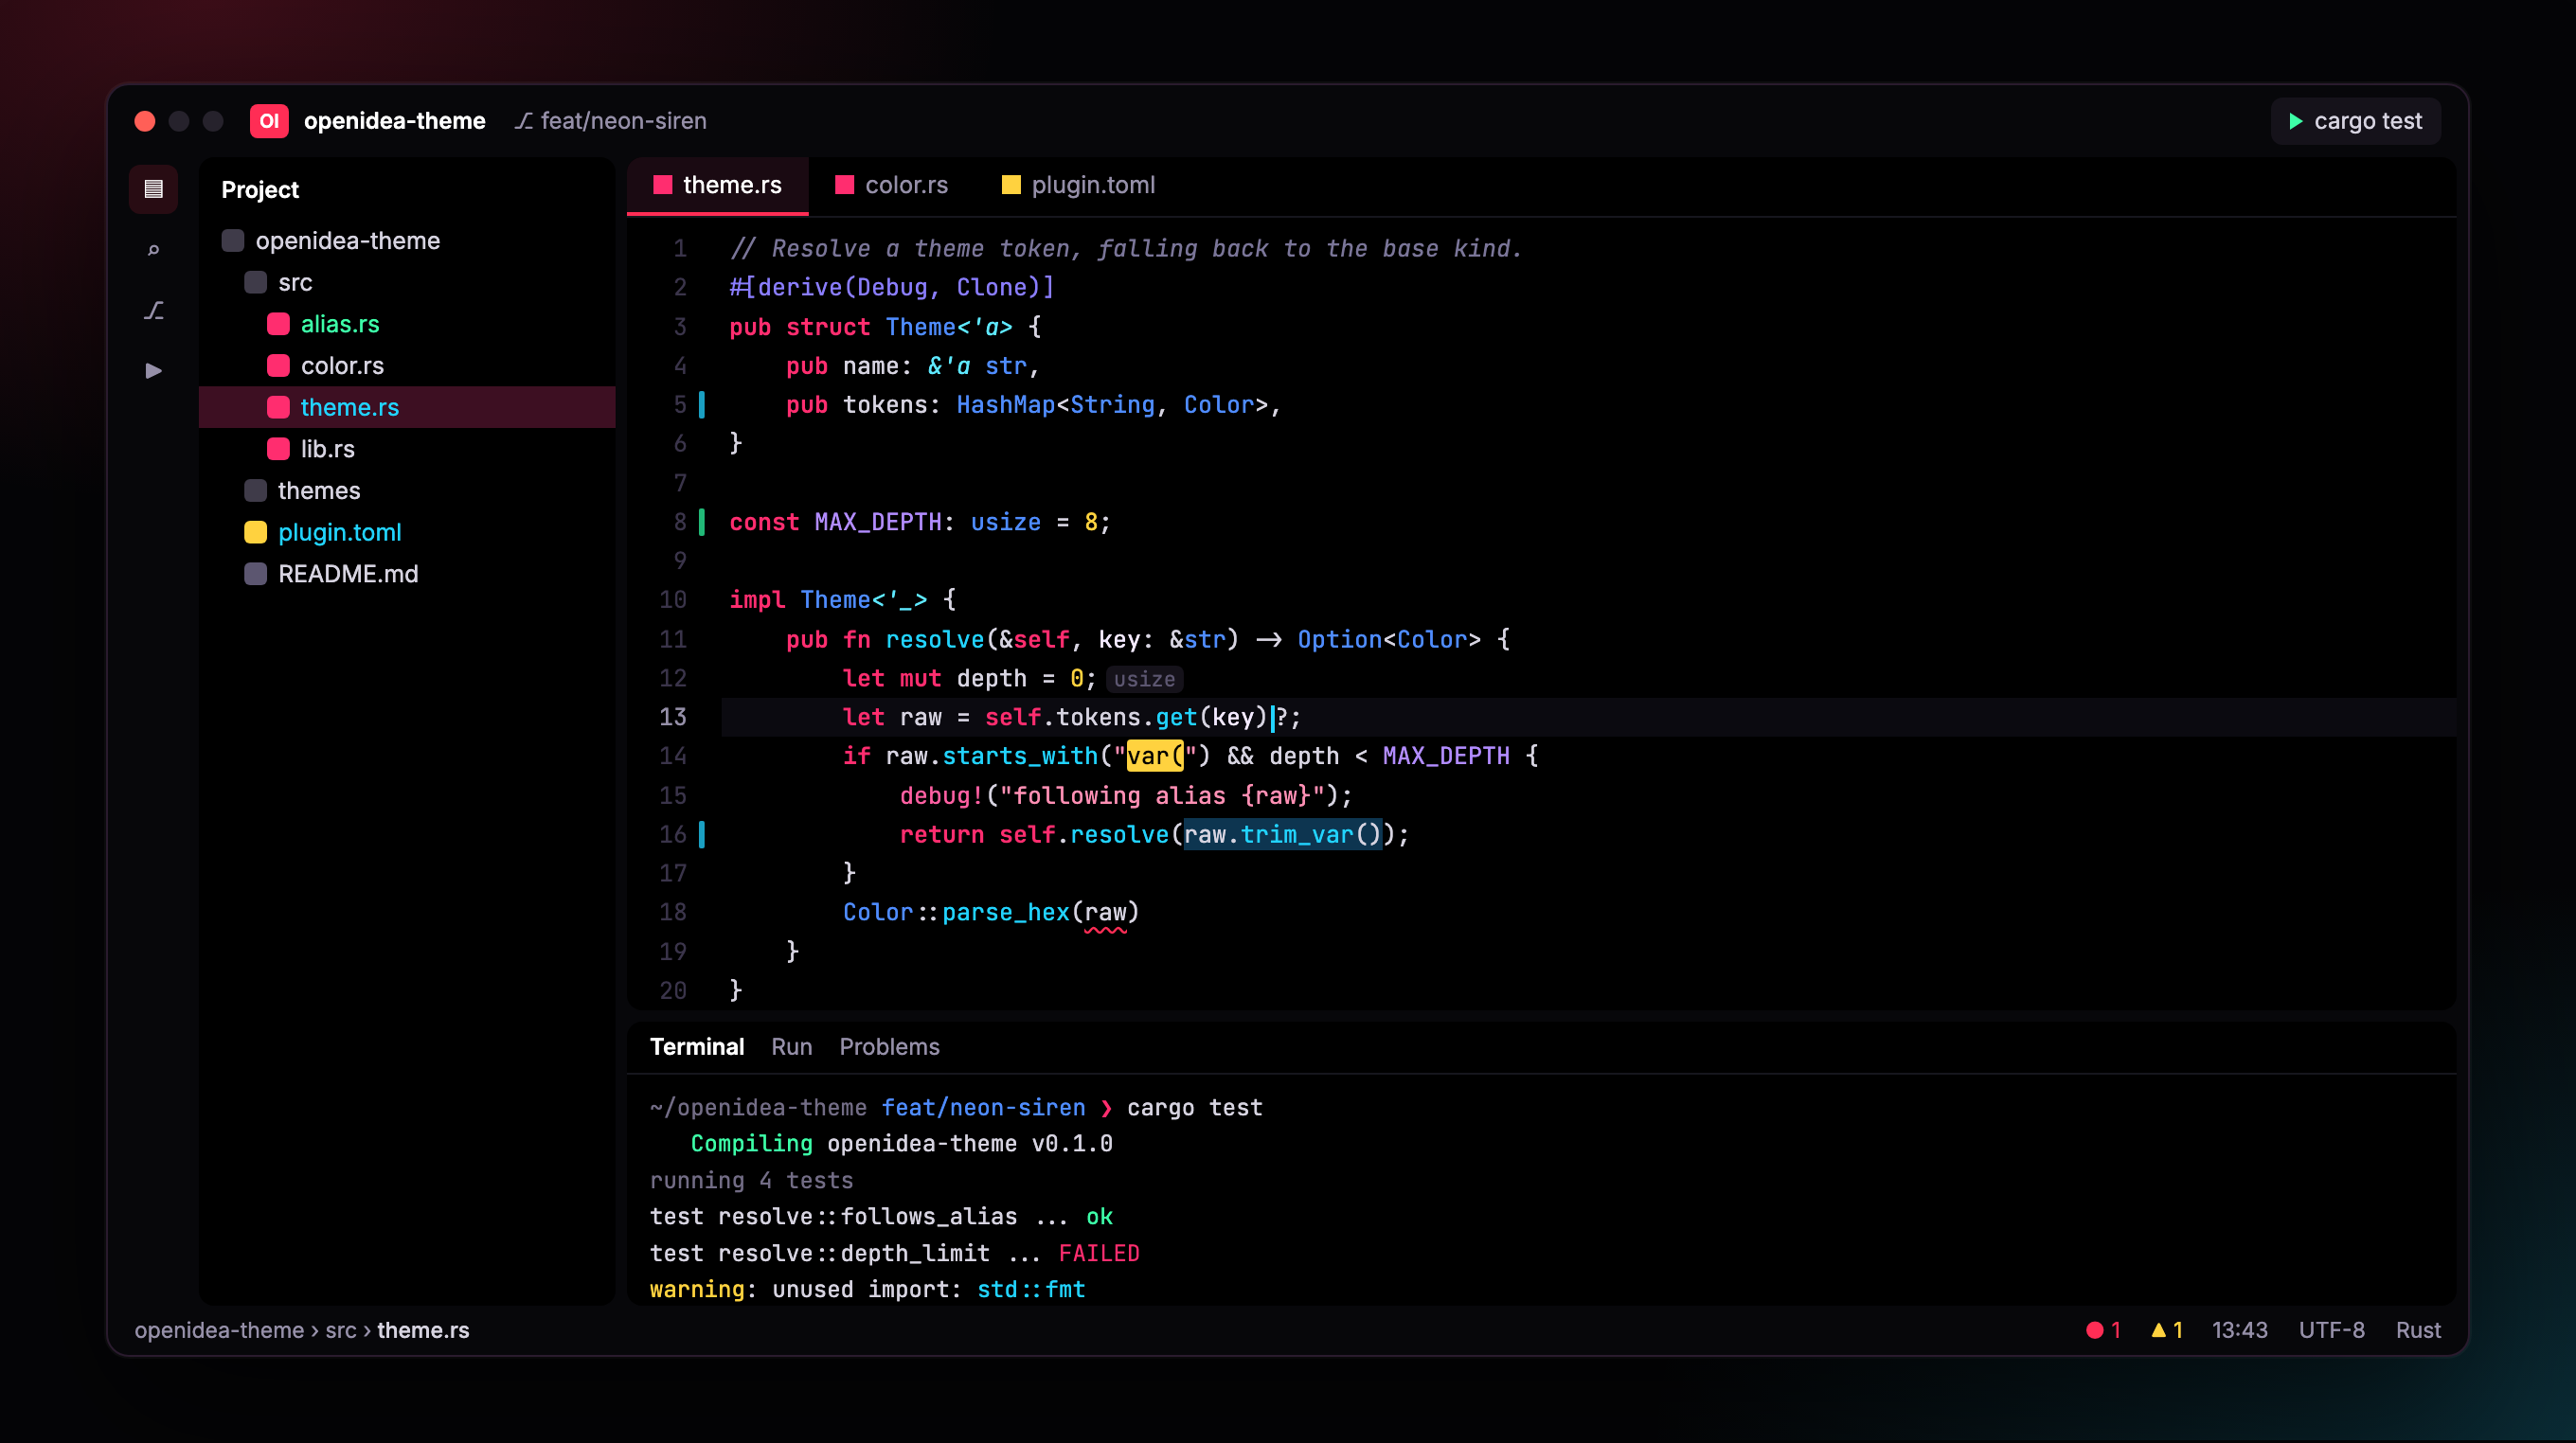 OI openidea-theme feat/neon-siren
cargo test
Project
openidea-theme
src
alias.rs
color.rs
theme.rs
lib.rs
themes
plugin.toml
README.md
theme.rs color.rs plugin.toml
1 // Resolve a theme token, falling back to the base kind.
2 #[derive(Debug, Clone)]
3 pub struct Theme<'a> {
4     pub name: &'a str,
5     pub tokens: HashMap<String, Color>,
6 }
7
8 const MAX_DEPTH: usize = 8;
9
10 impl Theme<'_> {
11     pub fn resolve(&self, key: &str) -> Option<Color> {
12         let mut depth = 0; usize
13         let raw = self.tokens.get(key)?;
14         if raw.starts_with("var(") && depth < MAX_DEPTH {
15             debug!("following alias {raw}");
16             return self.resolve(raw.trim_var());
17         }
18         Color::parse_hex(raw)
19     }
20 }
Terminal Run Problems
~/openidea-theme feat/neon-siren ❯ cargo test
   Compiling openidea-theme v0.1.0
running 4 tests
test resolve::follows_alias ... ok
test resolve::depth_limit ... FAILED
warning: unused import: std::fmt
openidea-theme › src › theme.rs
1 1 13:43 UTF-8 Rust